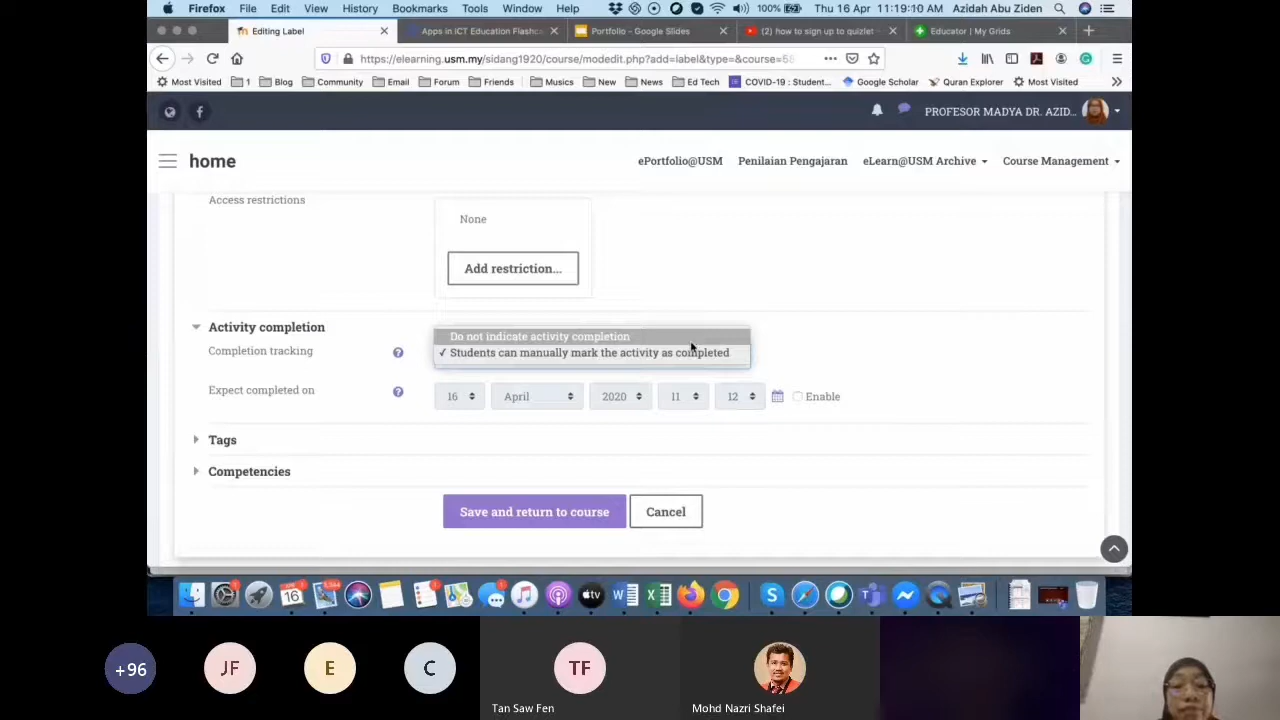 Firefox File Edit View History Bookmarks Tools Window Help 100% Thu 16 Apr 11:19:10 AM Azidah Abu Ziden
Editing Label Apps in ICT Education Flashca Portfolio - Google Slides (2) how to sign up to quizlet - Educator | My Grids
https://elearning.usm.my/sidang1920/course/modedit.php?add=label&type=&course=55
Most Visited 1 Blog Community Email Forum Friends Musics Ed Tech COVID-19 : Student... Google Scholar Quran Explorer Most Visited
PROFESOR MADYA DR. AZID...
home ePortfolio@USM Penilaian Pengajaran eLearn@USM Archive Course Management
Access restrictions
None
Add restriction...
Activity completion
Do not indicate activity completion
Completion tracking ? ✓ Students can manually mark the activity as completed
Expect completed on ? 16 April 2020 11 12 Enable
Tags
Competencies
Save and return to course Cancel
APR
16
tv
+96 JF E C TF
Tan Saw Fen Mohd Nazri Shafei